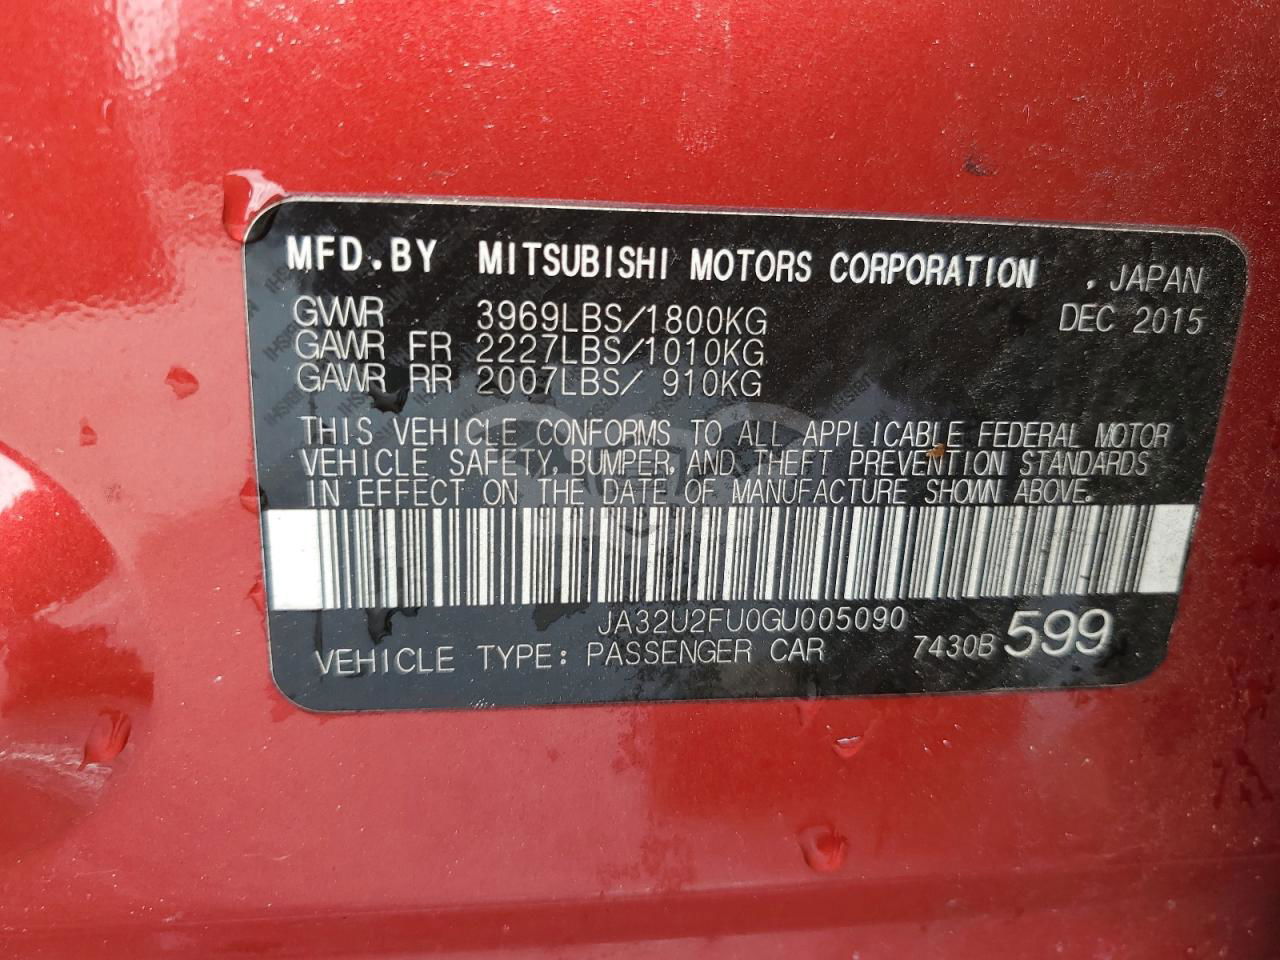 MFD.BY MITSUBISHI MOTORS CORPORATION , JAPAN
GVWR 3969LBS/1800KG DEC 2015
GAWR FR 2227LBS/1010KG
GAWR RR 2007LBS/ 910KG
THIS VEHICLE CONFORMS TO ALL APPLICABLE FEDERAL MOTOR
VEHICLE SAFETY, BUMPER, AND THEFT PREVENTION STANDARDS
IN EFFECT ON THE DATE OF MANUFACTURE SHOWN ABOVE.
JA32U2FU0GU005090
VEHICLE TYPE: PASSENGER CAR 7430B 599